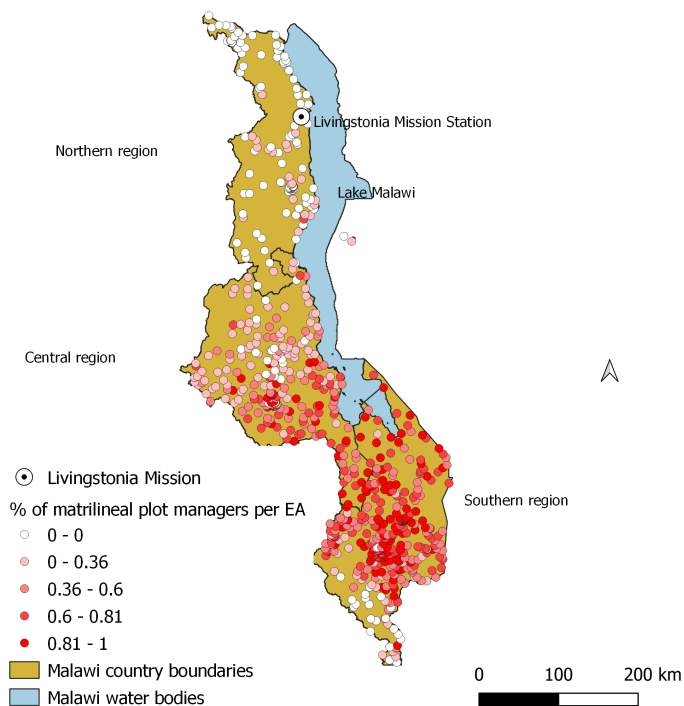 Livingstonia Mission Station
Northern region
Lake Malawi
Central region
Livingstonia Mission
% of matrilineal plot managers per EA
Southern region
0 - 0
0 - 0.36
0.36 - 0.6
0.6 - 0.81
0.81 - 1
Malawi country boundaries
Malawi water bodies
0 100 200 km